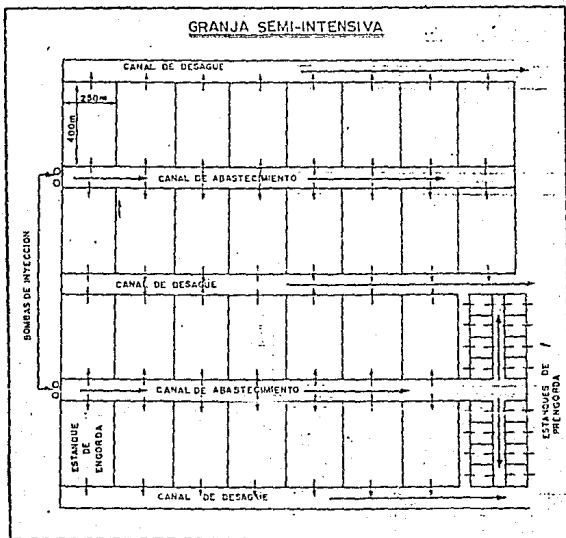 GRANJA SEMI-INTENSIVA
CANAL DE DESAGUE
250m
400m
CANAL DE ABASTECIMIENTO
CANAL DE DESAGUE
BOMBAS DE INYECCION
CANAL DE ABASTECIMIENTO
ESTANQUE
DE
ENGORDA
ESTANQUES DE
PRENGORDA
CANAL DE DESAGUE